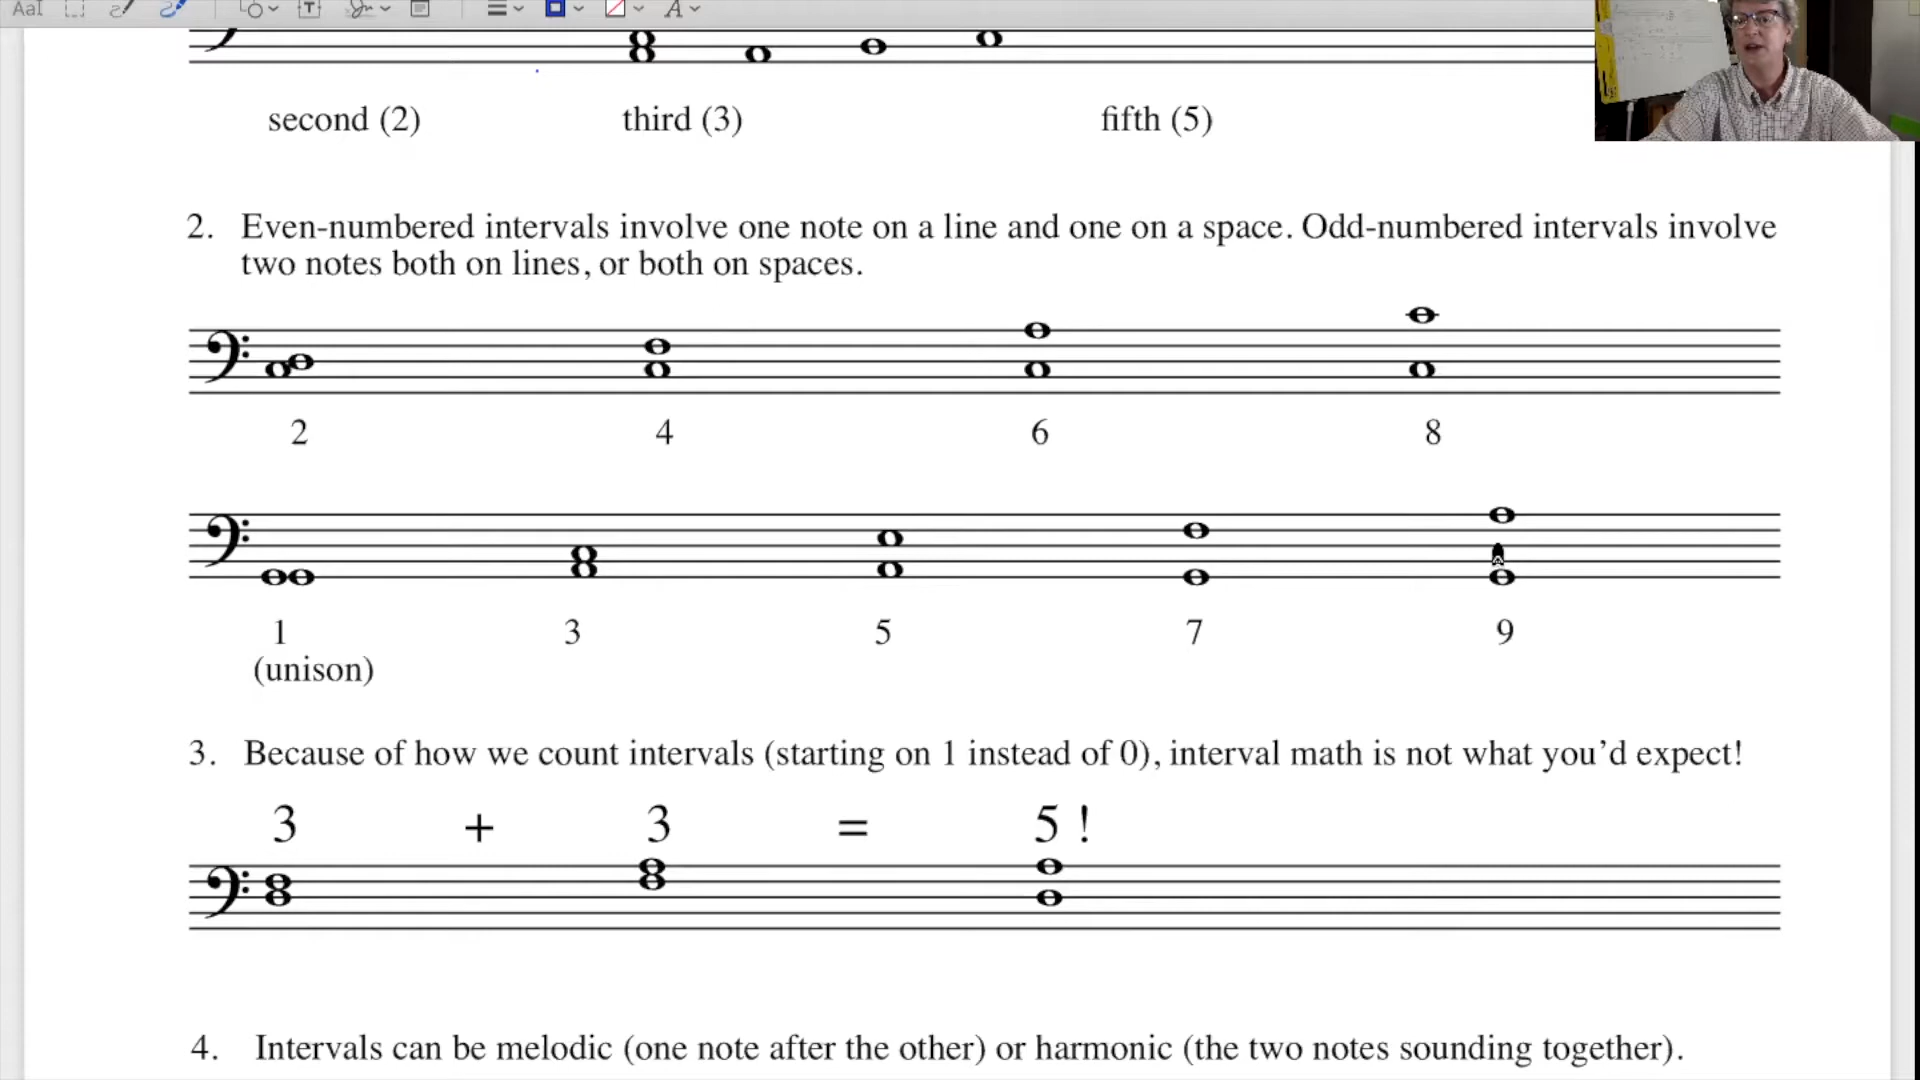 AaI T A
second (2) third (3) fifth (5)
2. Even-numbered intervals involve one note on a line and one on a space. Odd-numbered intervals involve
two notes both on lines, or both on spaces.
2 4 6 8
1 3 5 7 9
(unison)
3. Because of how we count intervals (starting on 1 instead of 0), interval math is not what you’d expect!
3 + 3 = 5 !
4. Intervals can be melodic (one note after the other) or harmonic (the two notes sounding together).